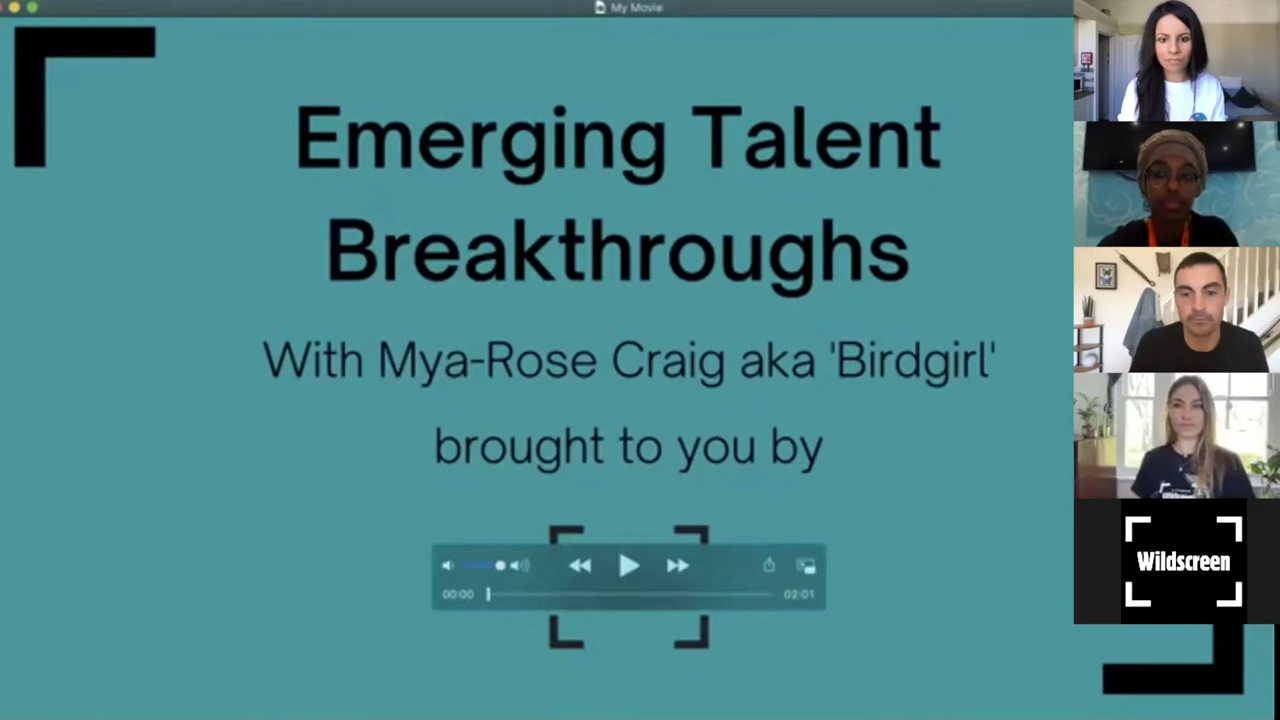 My Movie
Emerging Talent
Breakthroughs
With Mya-Rose Craig aka 'Birdgirl'
brought to you by
00:00
02:01
Wildscreen